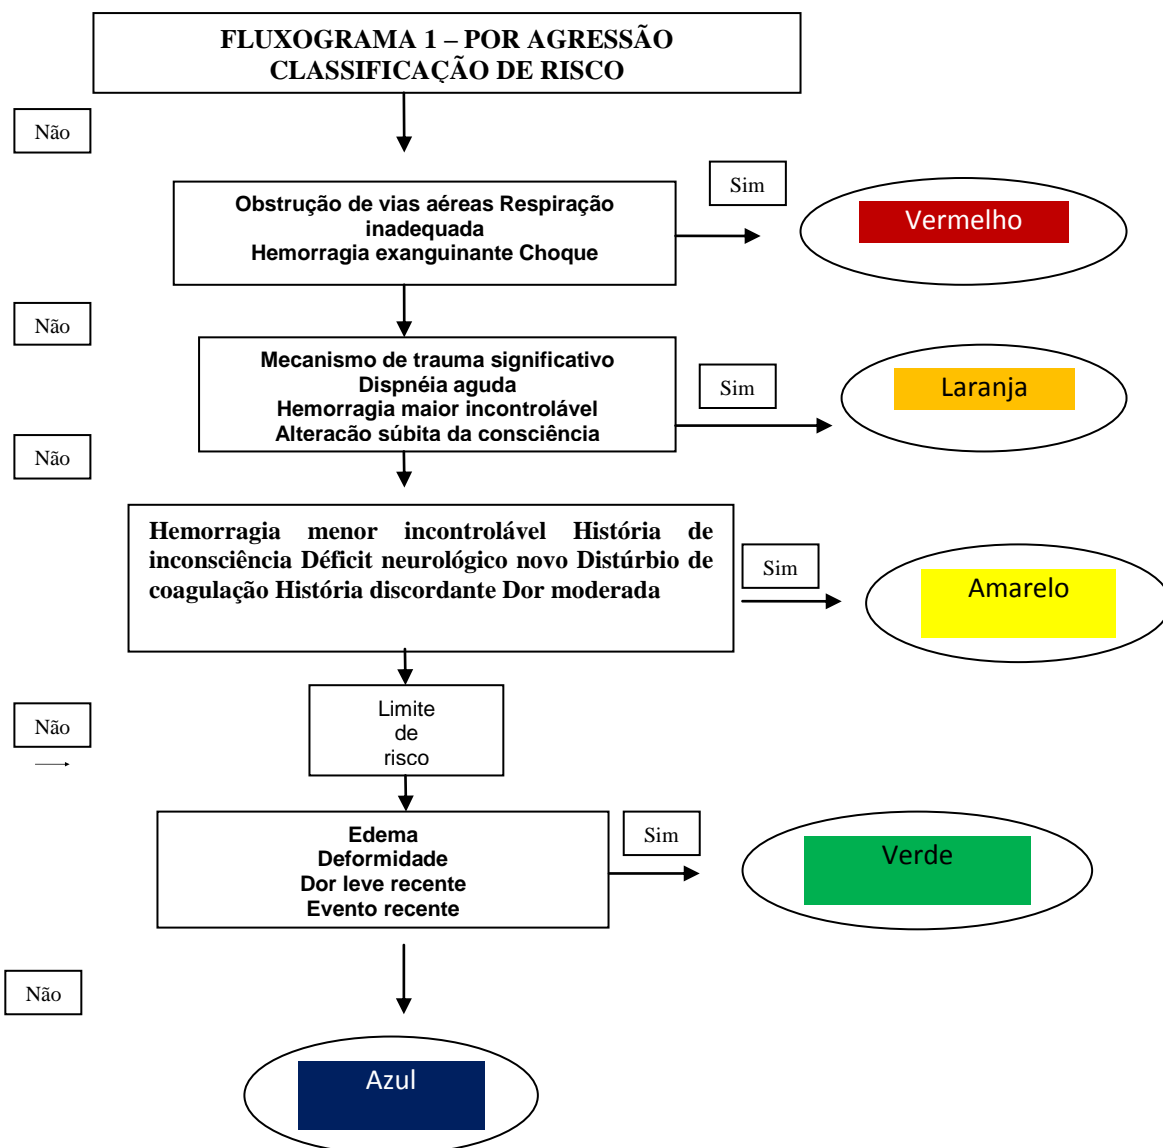 FLUXOGRAMA 1 – POR AGRESSÃO
CLASSIFICAÇÃO DE RISCO
Não
Sim
Obstrução de vias aéreas Respiração
inadequada
Hemorragia exanguinante Choque
Vermelho
Não
Mecanismo de trauma significativo
Dispnéia aguda
Hemorragia maior incontrolável
Alteracão súbita da consciência
Sim
Laranja
Não
Hemorragia menor incontrolável História de
inconsciência Déficit neurológico novo Distúrbio de
coagulação História discordante Dor moderada
Sim
Amarelo
Não
Limite
de
risco
Edema
Deformidade
Dor leve recente
Evento recente
Sim
Verde
Não
Azul